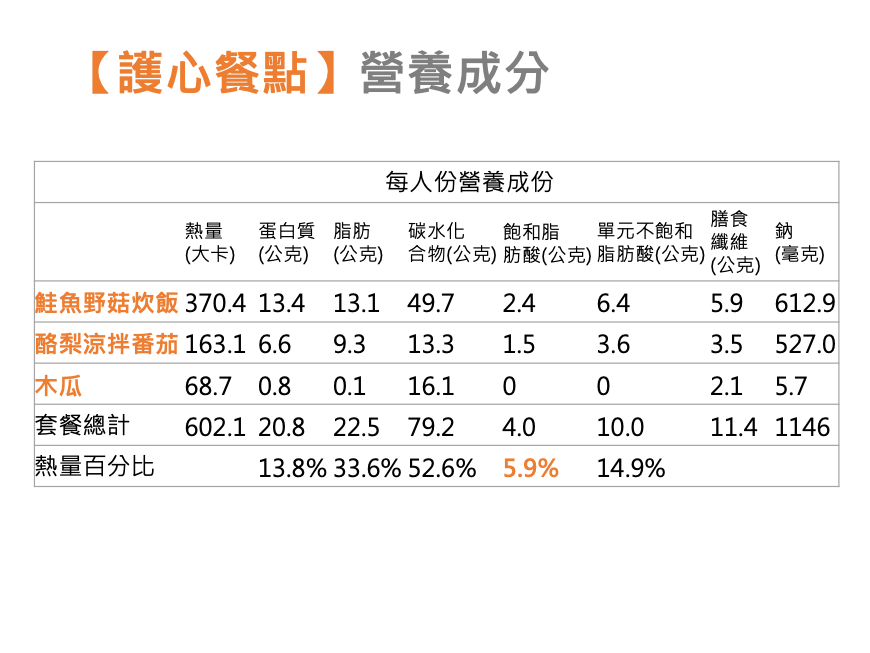 【護心餐點】營養成分
每人份營養成份
熱量 (大卡) 蛋白質 (公克) 脂肪 (公克) 碳水化合物(公克) 飽和脂肪酸(公克) 單元不飽和脂肪酸(公克) 膳食纖維 (公克) 鈉 (毫克)
鮭魚野菇炊飯 370.4 13.4 13.1 49.7 2.4 6.4 5.9 612.9
酪梨涼拌番茄 163.1 6.6 9.3 13.3 1.5 3.6 3.5 527.0
木瓜 68.7 0.8 0.1 16.1 0 0 2.1 5.7
套餐總計 602.1 20.8 22.5 79.2 4.0 10.0 11.4 1146
熱量百分比 13.8% 33.6% 52.6% 5.9% 14.9%